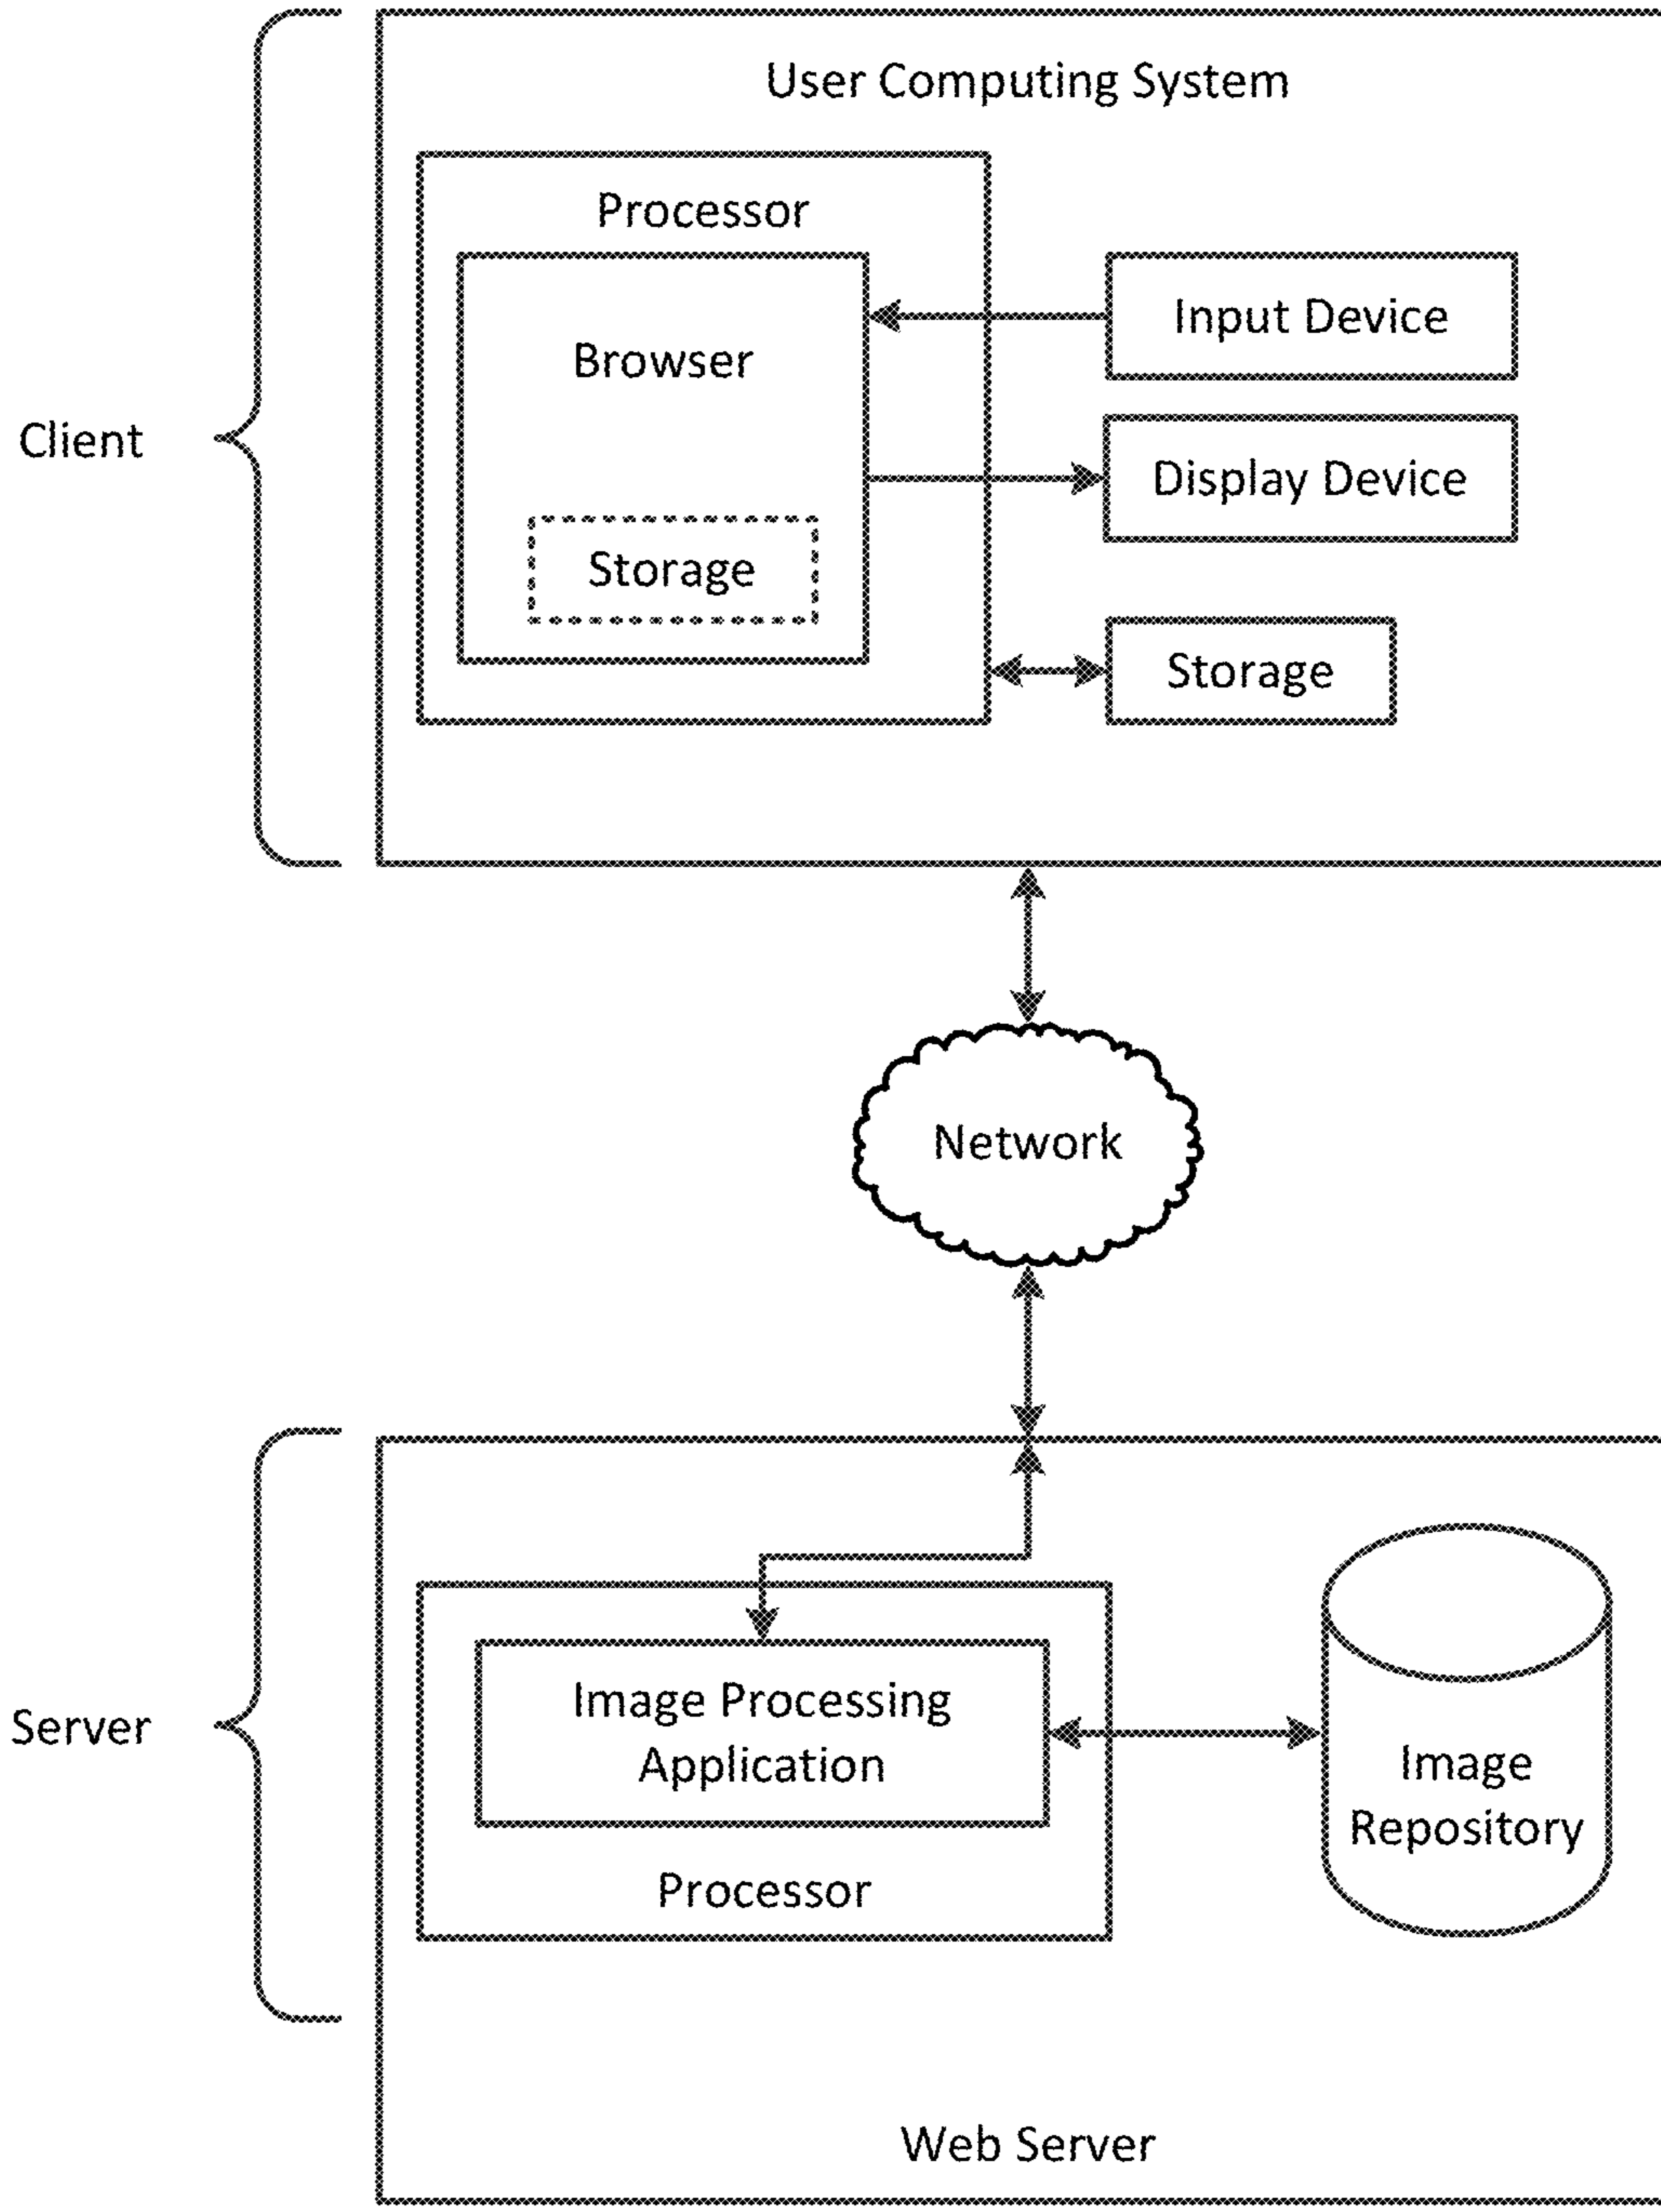 User Computing System
Processor
Input Device
Browser
Client
Display Device
Storage
Storage
Network
Image Processing
Application
Server
Image
Repository
Processor
Web Server